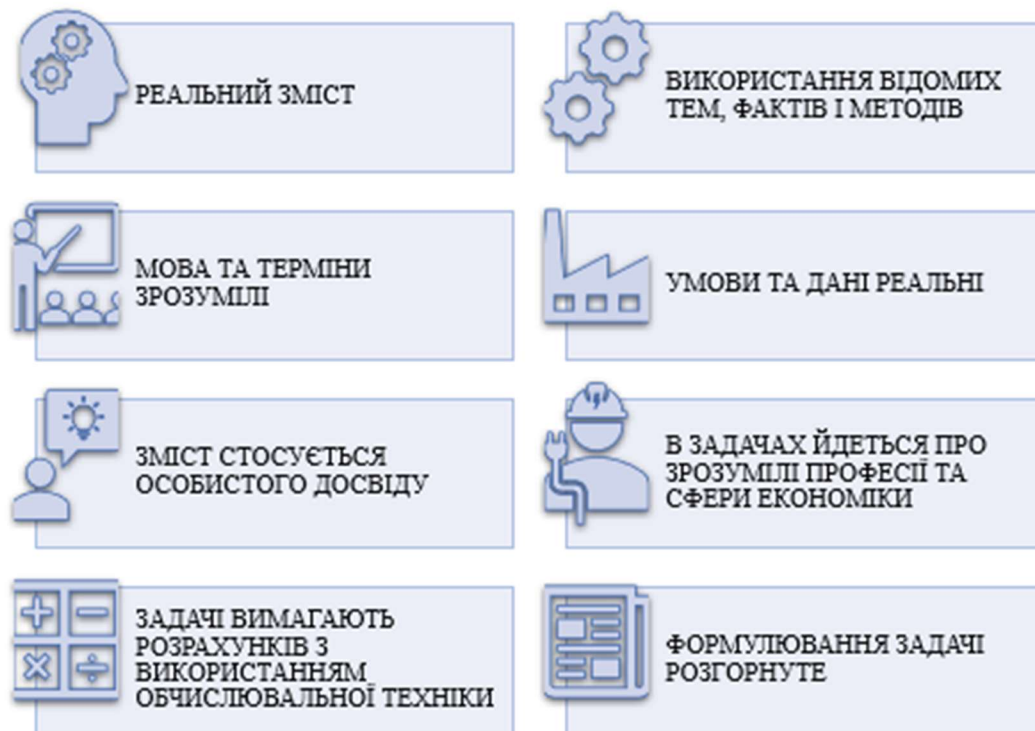 РЕАЛЬНИЙ ЗМІСТ
ВИКОРИСТАННЯ ВІДОМИХ
ТЕМ, ФАКТІВ І МЕТОДІВ
МОВА ТА ТЕРМІНИ
ЗРОЗУМІЛІ
УМОВИ ТА ДАНІ РЕАЛЬНІ
ЗМІСТ СТОСУЄТЬСЯ
ОСОБИСТОГО ДОСВІДУ
В ЗАДАЧАХ ЙДЕТЬСЯ ПРО
ЗРОЗУМІЛІ ПРОФЕСІЇ ТА
СФЕРИ ЕКОНОМІКИ
ЗАДАЧІ ВИМАГАЮТЬ
РОЗРАХУНКІВ З
ВИКОРИСТАННЯМ
ОБЧИСЛЮВАЛЬНОЇ ТЕХНІКИ
ФОРМУЛЮВАННЯ ЗАДАЧІ
РОЗГОРНУТЕ